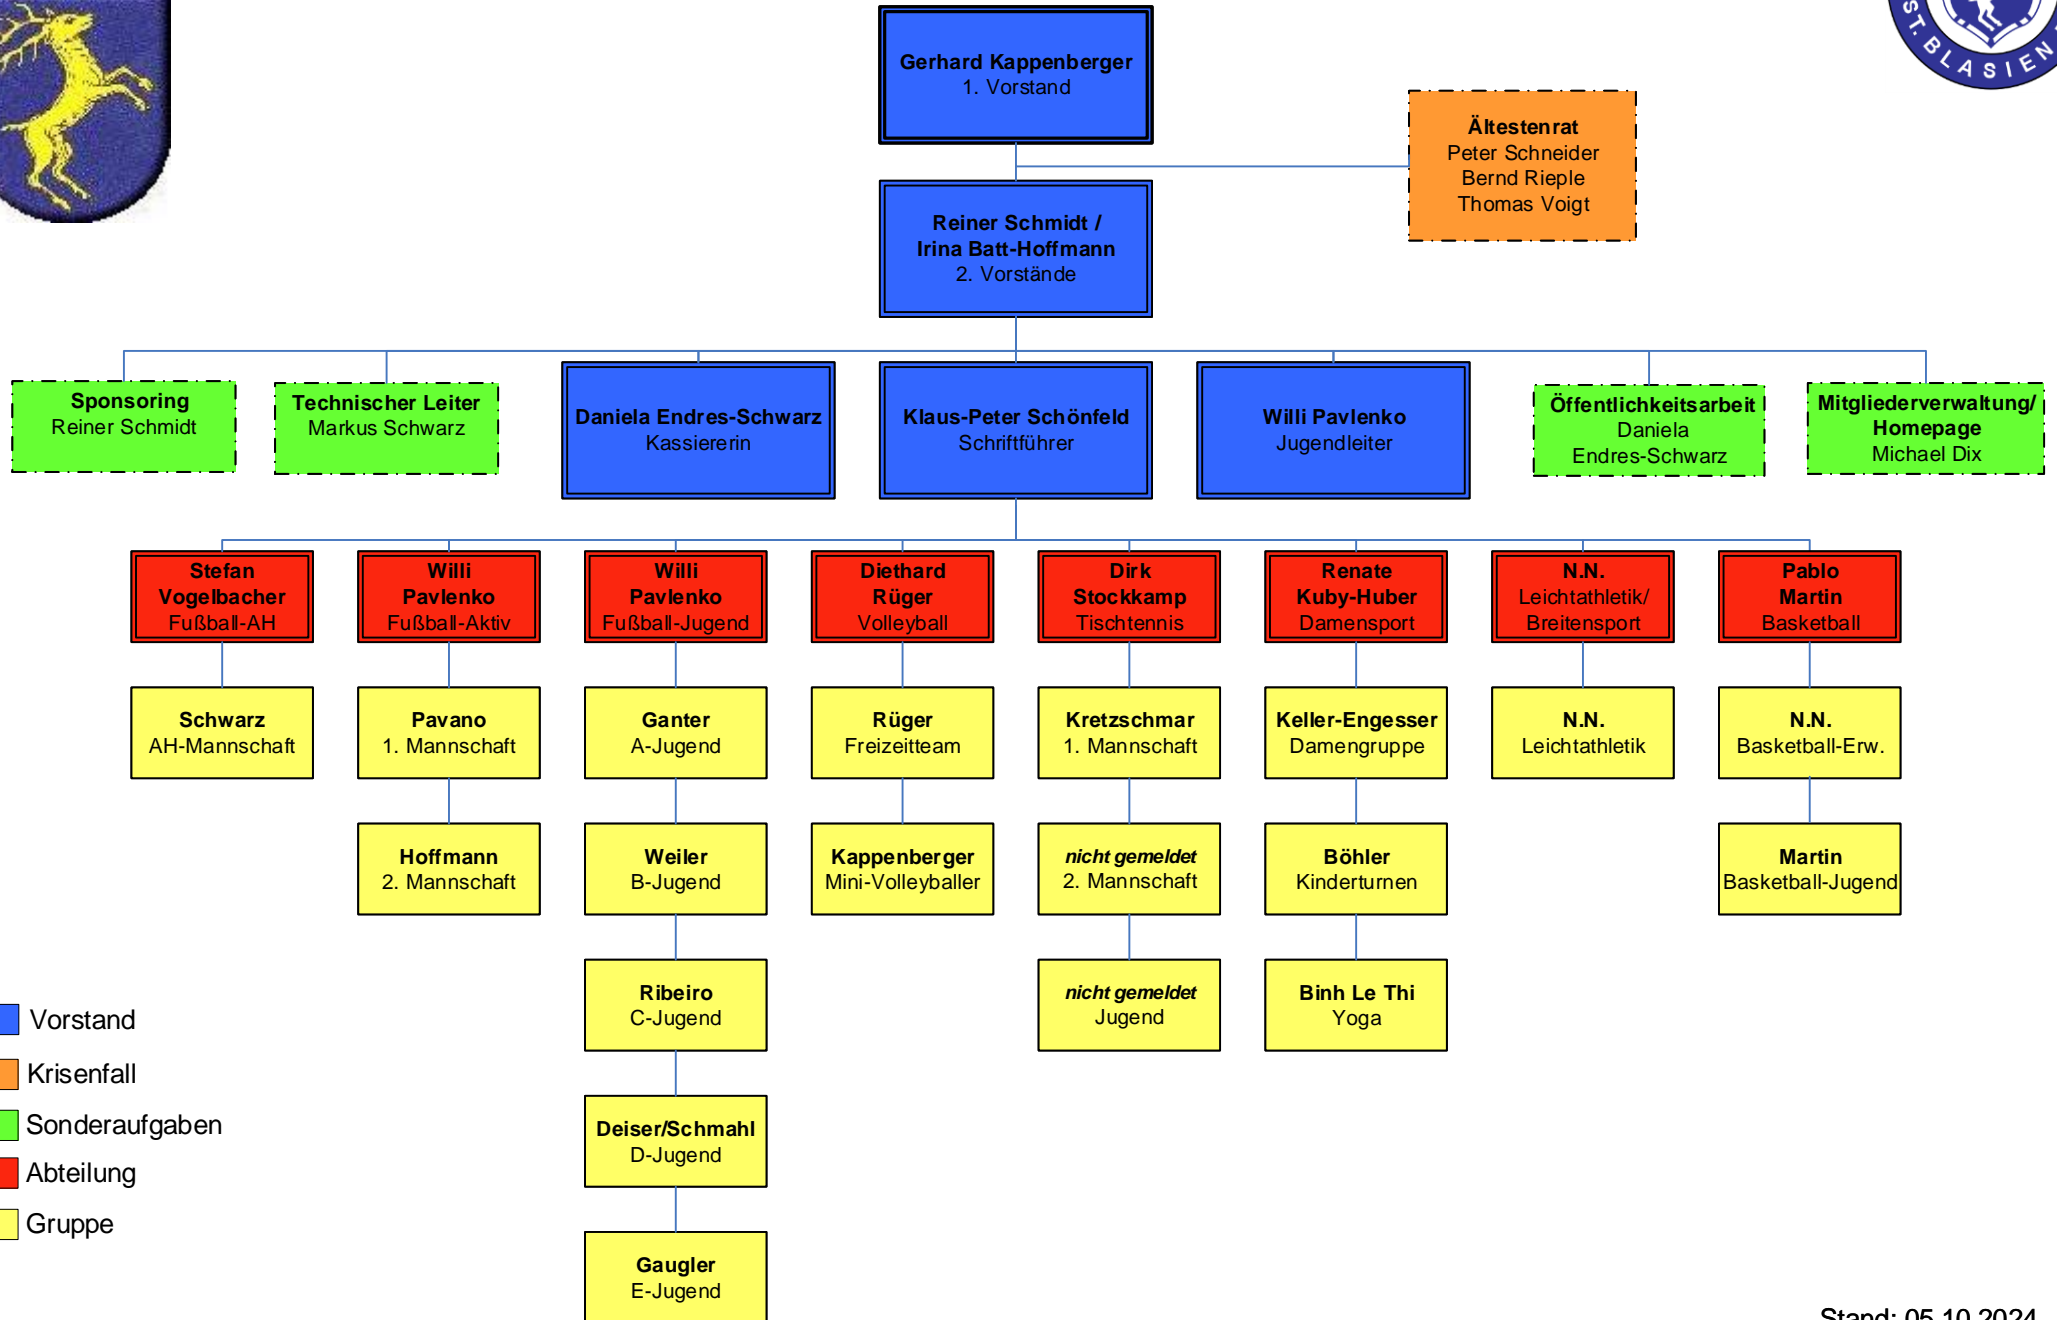 ST. BLASIEN
Gerhard Kappenberger
1. Vorstand
Ältestenrat
Peter Schneider
Bernd Rieple
Thomas Voigt
Reiner Schmidt /
Irina Batt-Hoffmann
2. Vorstände
Sponsoring
Reiner Schmidt
Technischer Leiter
Markus Schwarz
Daniela Endres-Schwarz
Kassiererin
Klaus-Peter Schönfeld
Schriftführer
Willi Pavlenko
Jugendleiter
Öffentlichkeitsarbeit
Daniela
Endres-Schwarz
Mitgliederverwaltung/
Homepage
Michael Dix
Stefan
Vogelbacher
Fußball-AH
Willi
Pavlenko
Fußball-Aktiv
Willi
Pavlenko
Fußball-Jugend
Diethard
Rüger
Volleyball
Dirk
Stockkamp
Tischtennis
Renate
Kuby-Huber
Damensport
N.N.
Leichtathletik/
Breitensport
Pablo
Martin
Basketball
Schwarz
AH-Mannschaft
Pavano
1. Mannschaft
Ganter
A-Jugend
Rüger
Freizeitteam
Kretzschmar
1. Mannschaft
Keller-Engesser
Damengruppe
N.N.
Leichtathletik
N.N.
Basketball-Erw.
Hoffmann
2. Mannschaft
Weiler
B-Jugend
Kappenberger
Mini-Volleyballer
nicht gemeldet
2. Mannschaft
Böhler
Kinderturnen
Martin
Basketball-Jugend
Ribeiro
C-Jugend
nicht gemeldet
Jugend
Binh Le Thi
Yoga
Deiser/Schmahl
D-Jugend
Gaugler
E-Jugend
Vorstand
Krisenfall
Sonderaufgaben
Abteilung
Gruppe
Stand: 05.10.2024